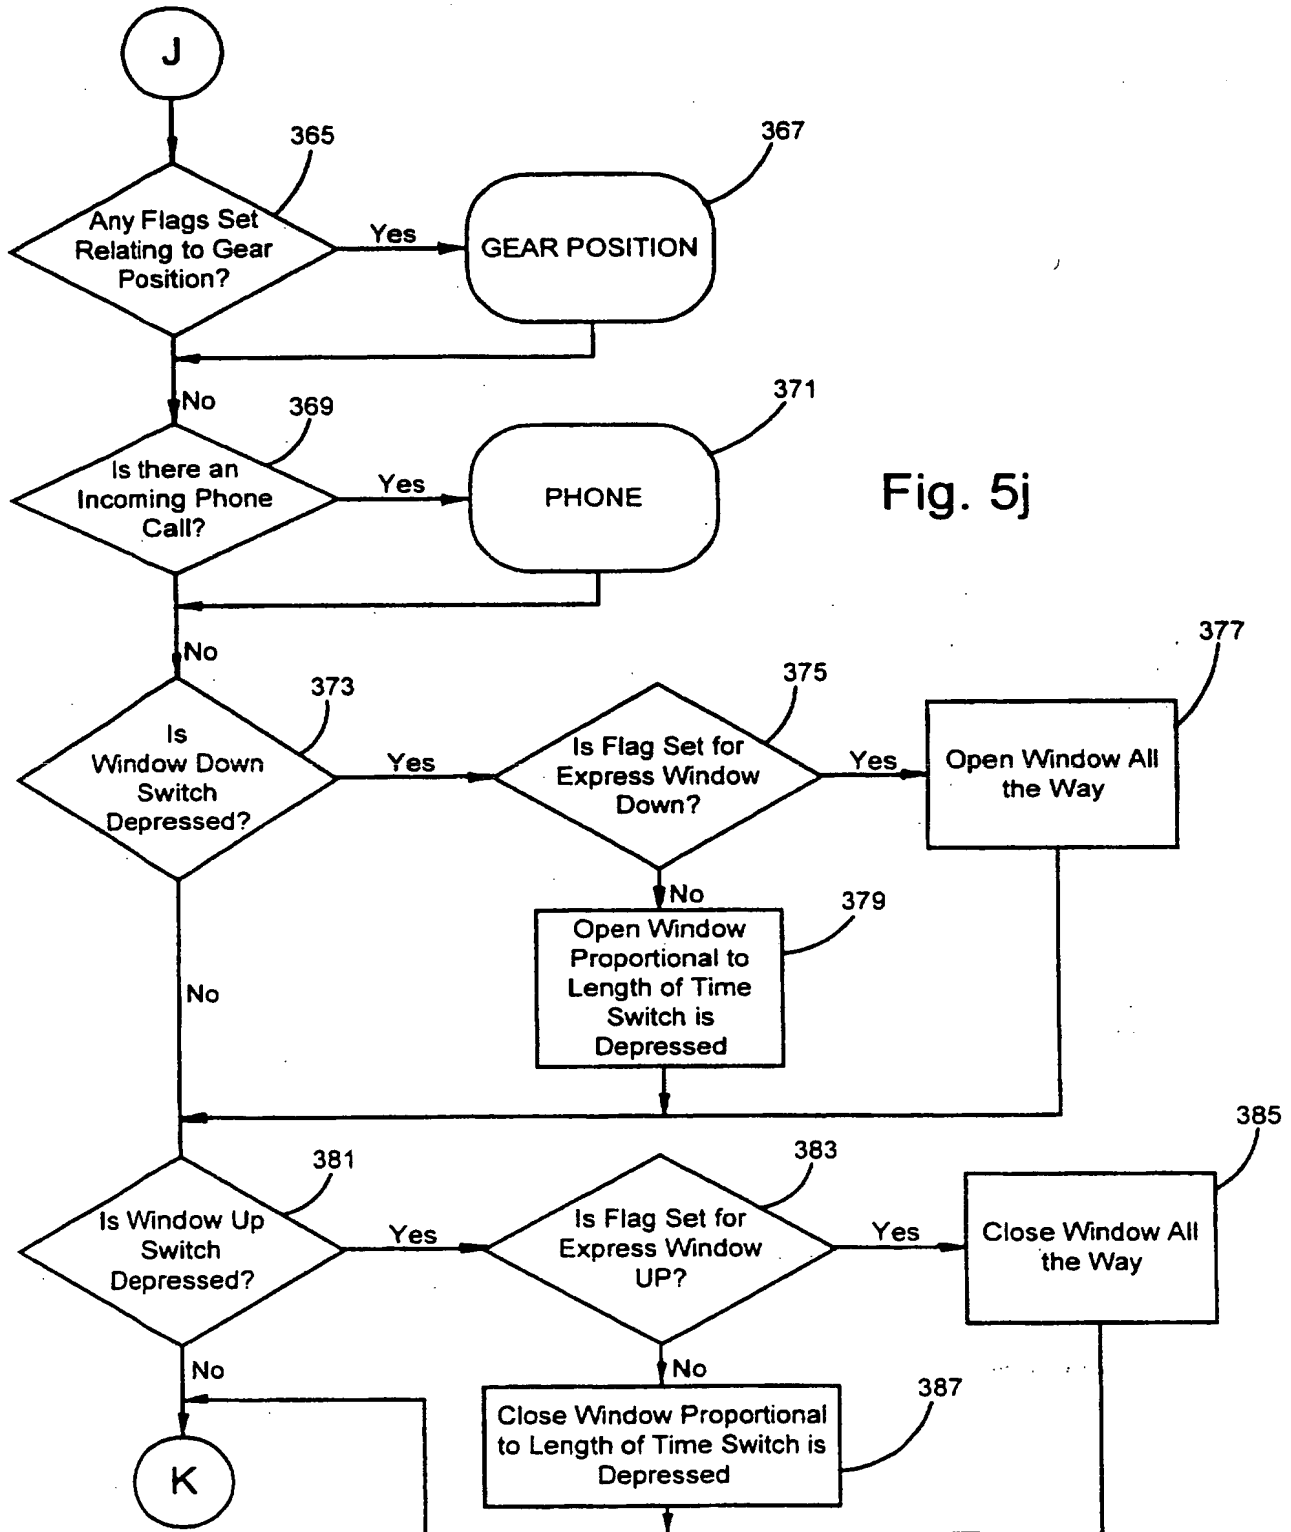 J
365
367
Any Flags Set
Relating to Gear
Position?
Yes
GEAR POSITION
No
369
371
Is there an
Incoming Phone
Call?
Yes
PHONE
Fig. 5j
No
373
375
377
Is
Window Down
Switch
Depressed?
Yes
Is Flag Set for
Express Window
Down?
Yes
Open Window All
the Way
No
379
Open Window
Proportional to
Length of Time
Switch is
Depressed
No
381
383
385
Is Window Up
Switch
Depressed?
Yes
Is Flag Set for
Express Window
UP?
Yes
Close Window All
the Way
No
No
387
Close Window Proportional
to Length of Time Switch is
Depressed
K